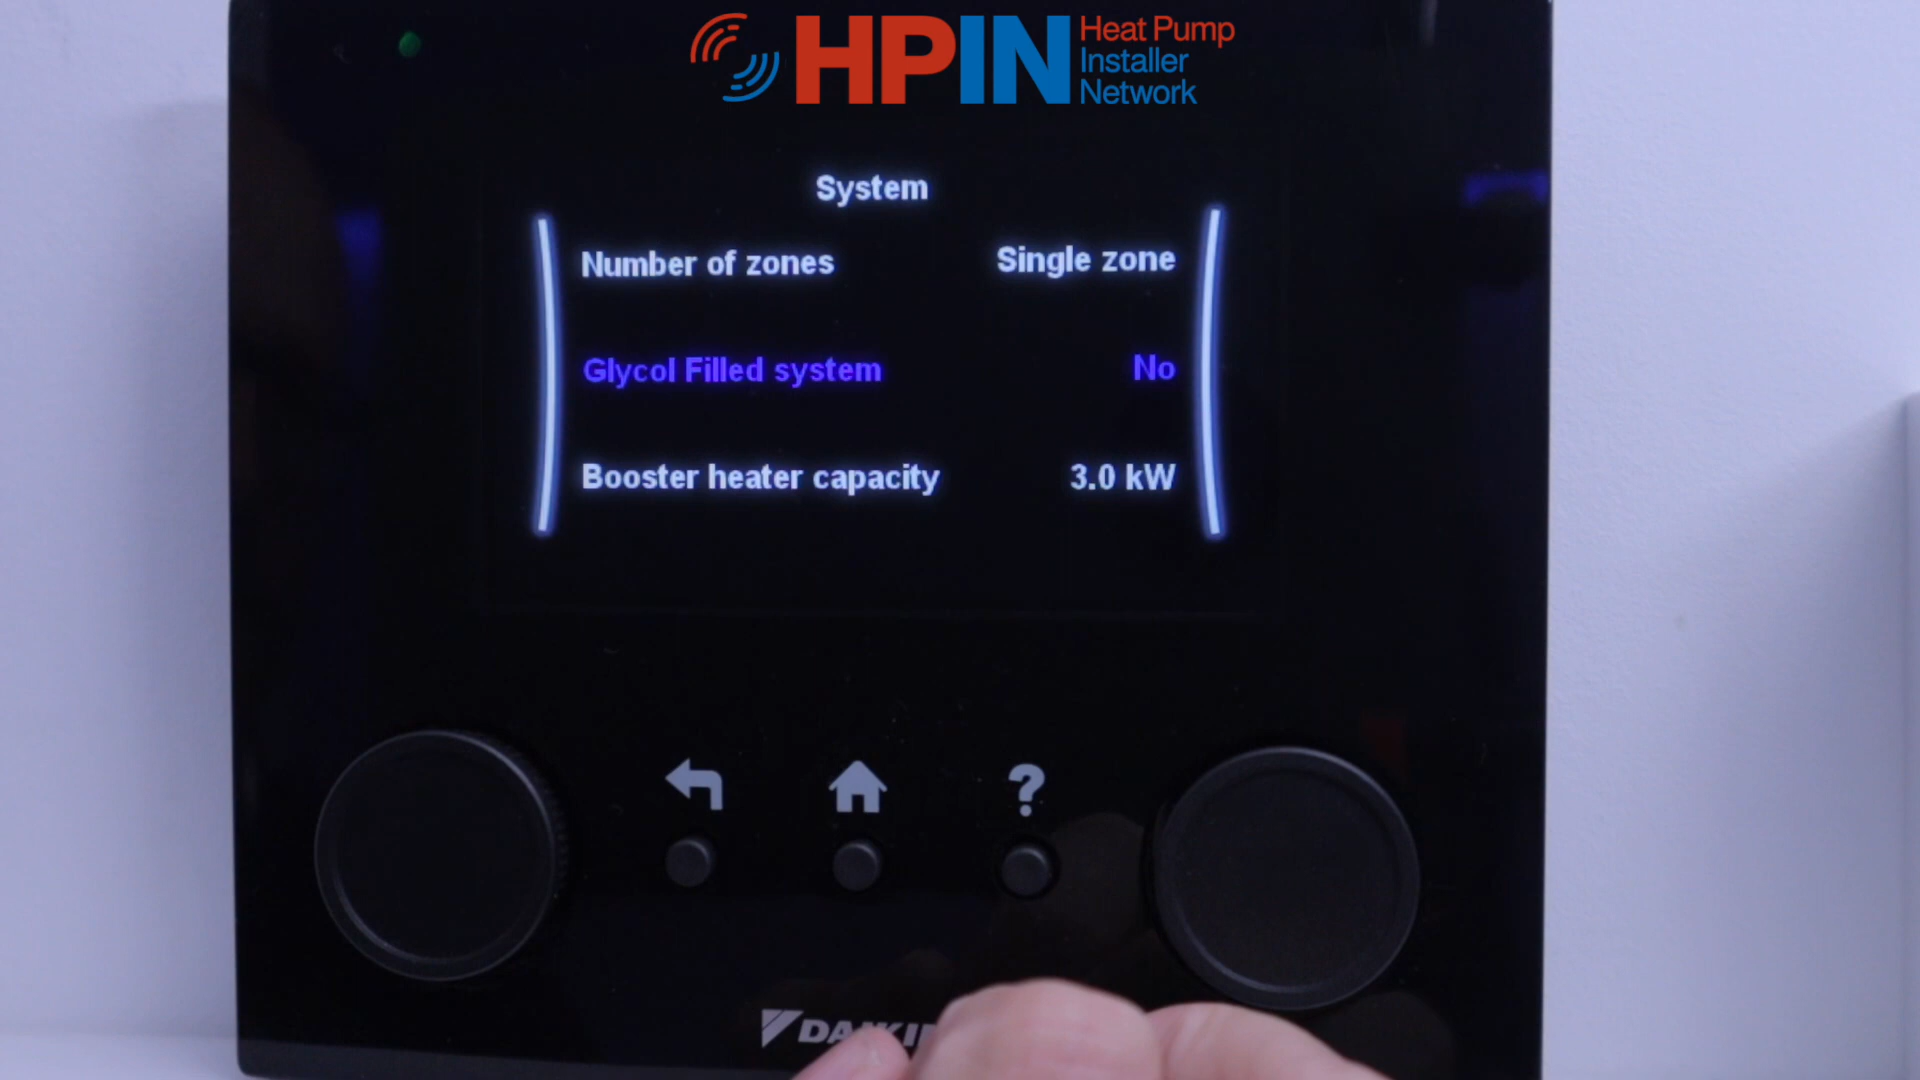 HPIN
Heat Pump
Installer
Network
System
Number of zones Single zone
Glycol Filled system No
Booster heater capacity 3.0 kW
?
DAIKIN